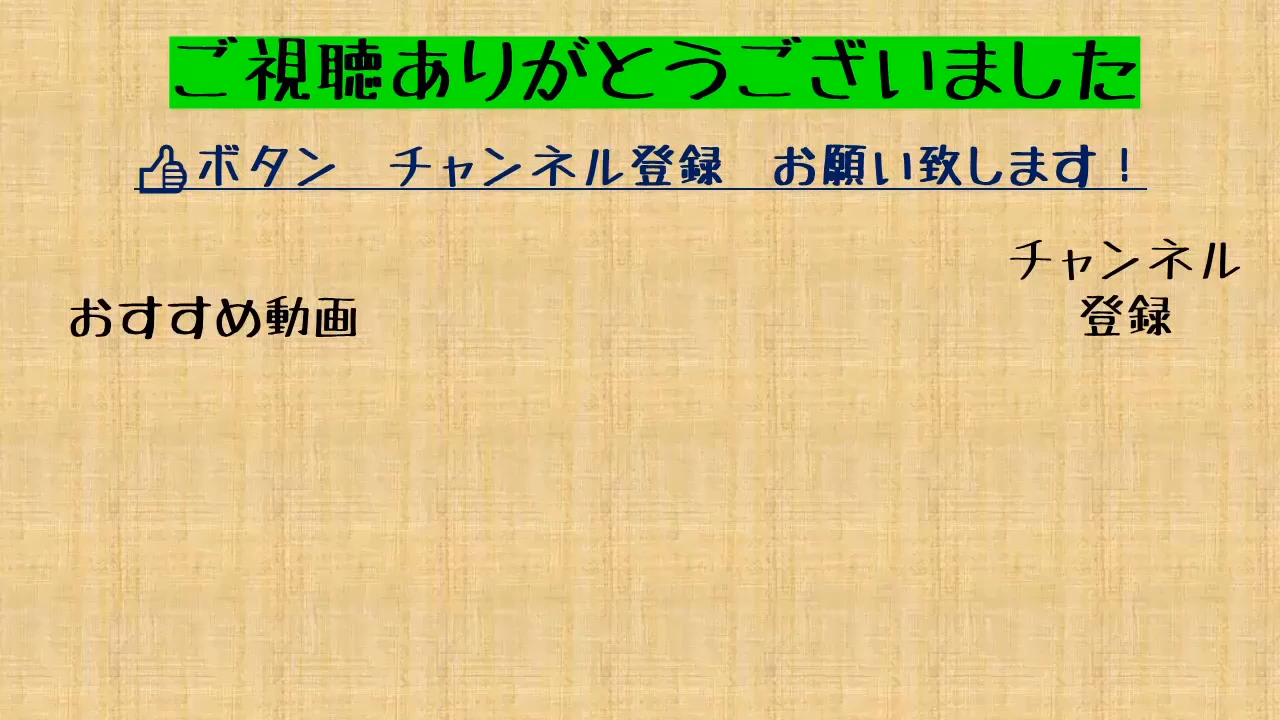 ご視聴ありがとうございました
👍ボタン　チャンネル登録　お願い致します！
チャンネル
登録
おすすめ動画